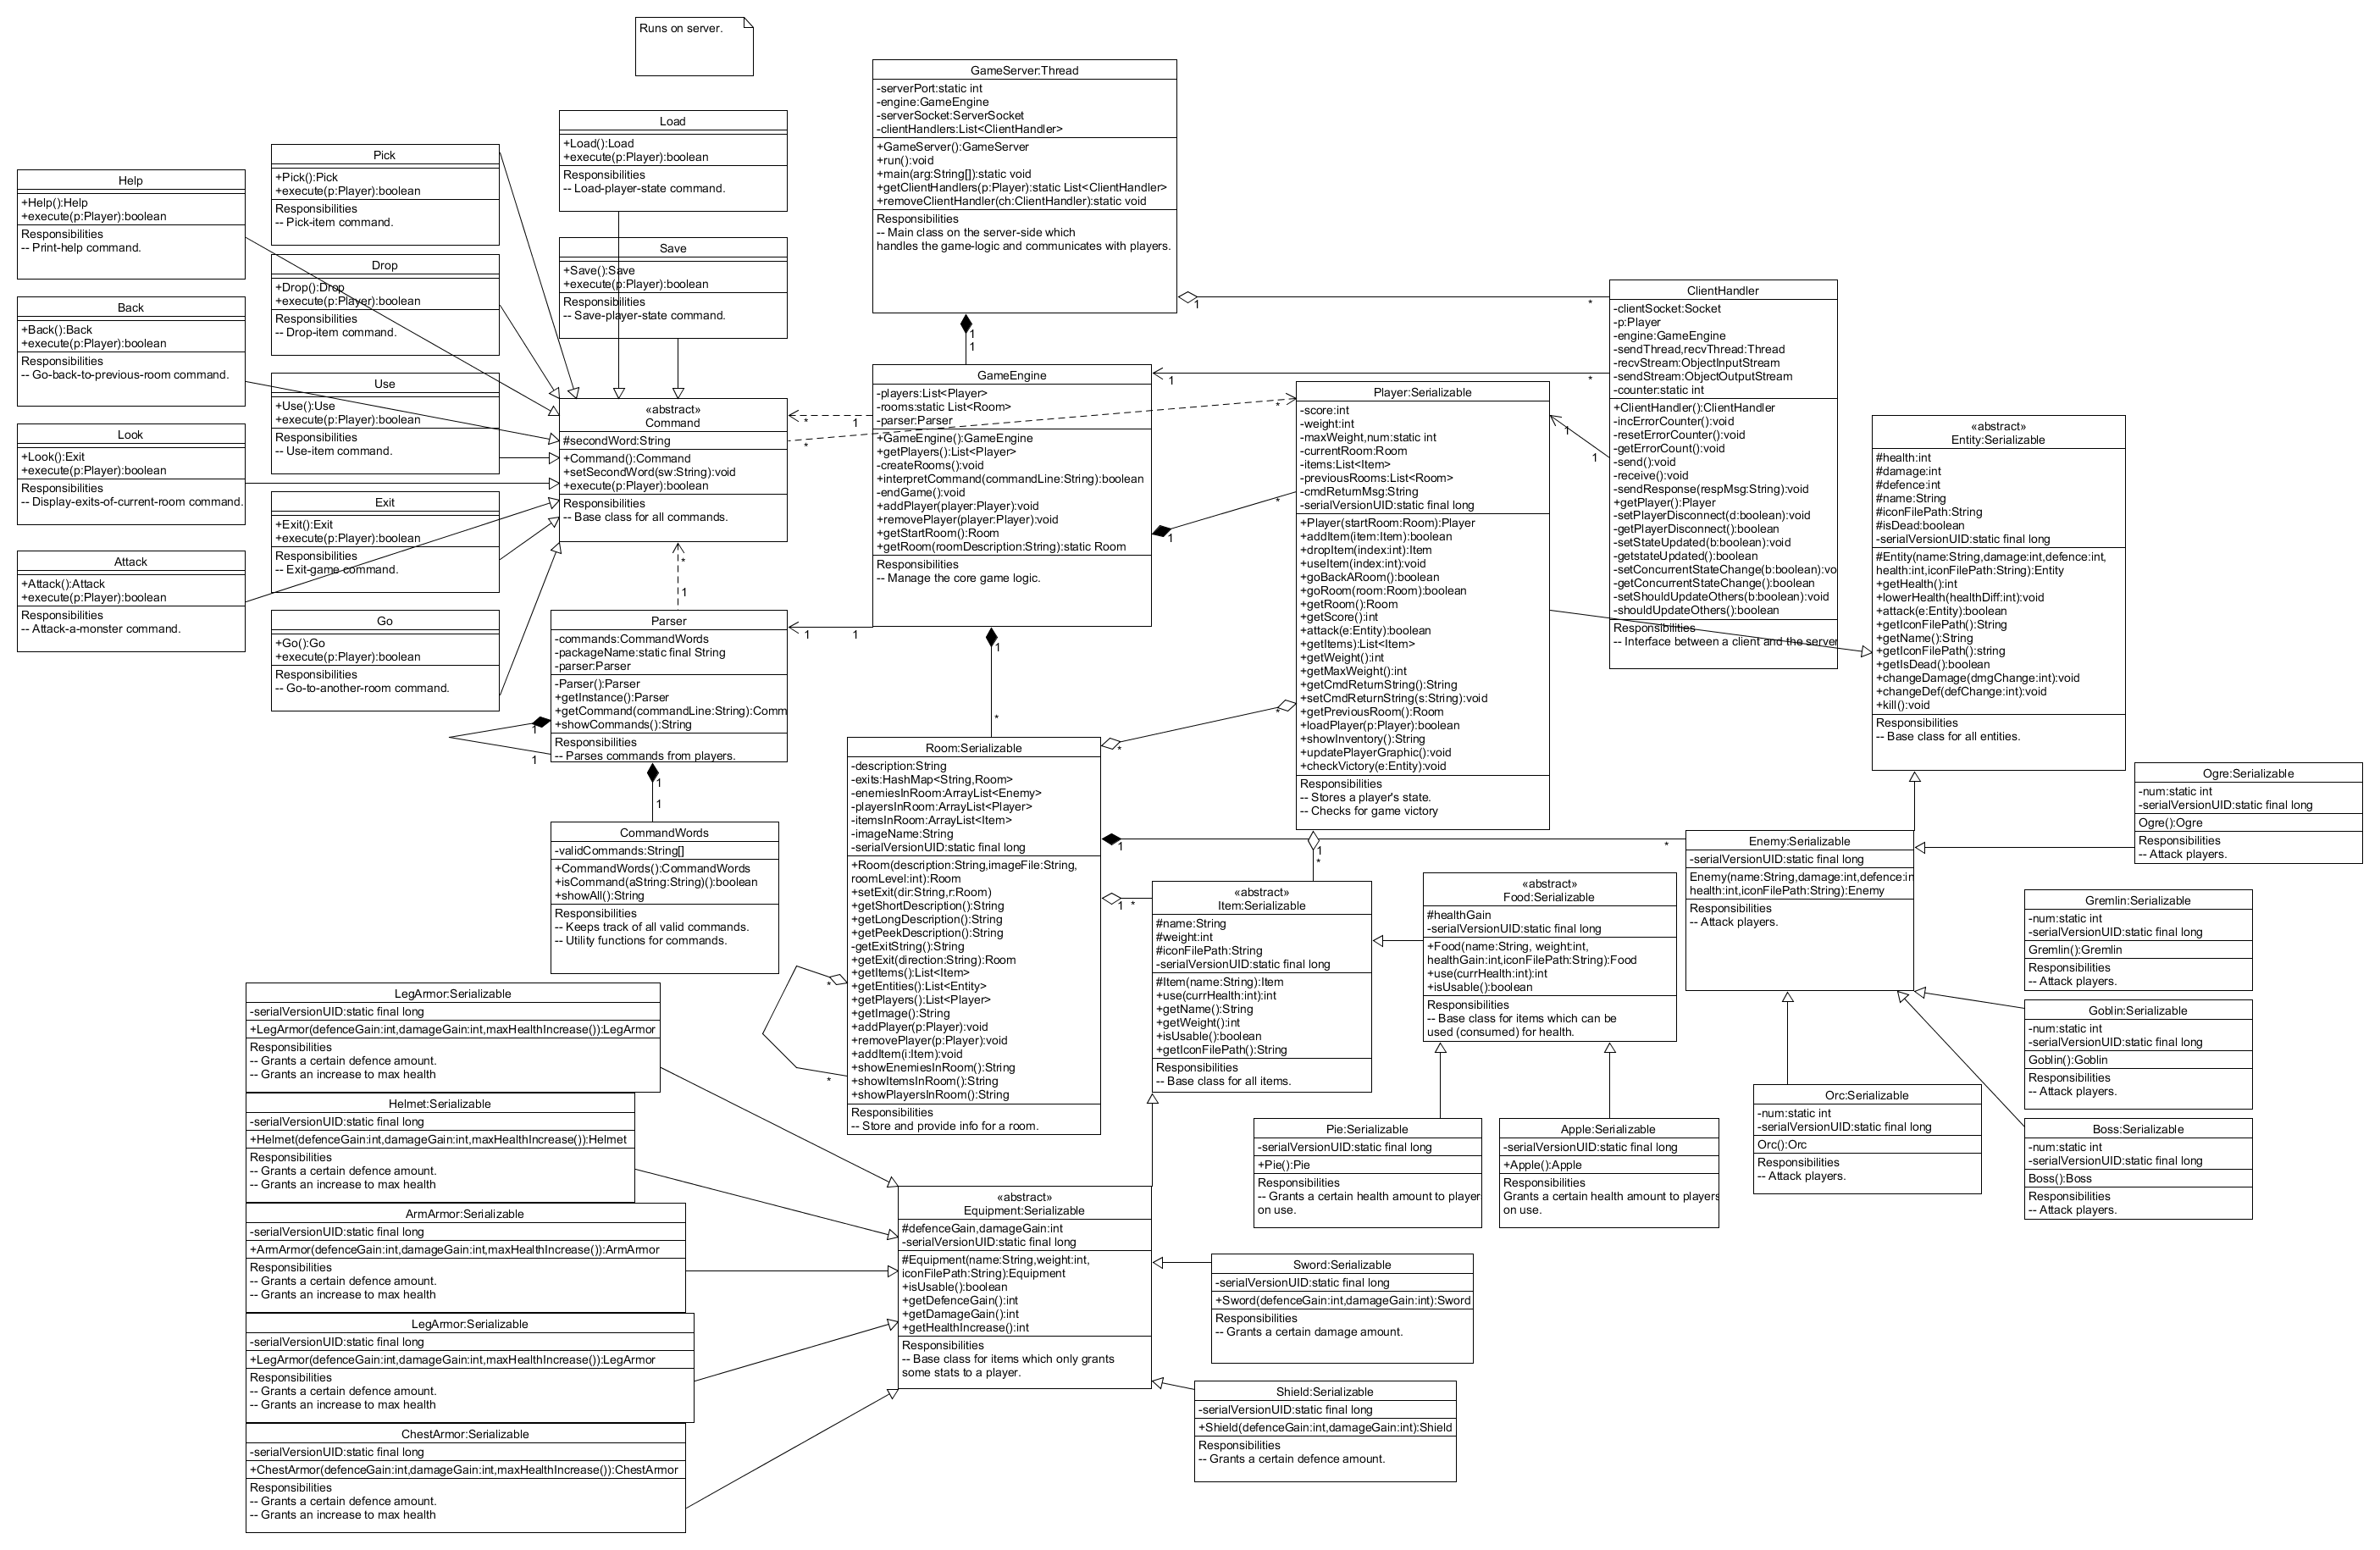 Runs on server.
GameServer:Thread
-serverPort:static int
-engine:GameEngine
-serverSocket:ServerSocket
-clientHandlers:List<ClientHandler>
+GameServer():GameServer
+run():void
+main(arg:String[]):static void
+getClientHandlers(p:Player):static List<ClientHandler>
+removeClientHandler(ch:ClientHandler):static void
Responsibilities
-- Main class on the server-side which
handles the game-logic and communicates with players.
Load
+Load():Load
+execute(p:Player):boolean
Responsibilities
-- Load-player-state command.
Pick
+Pick():Pick
+execute(p:Player):boolean
Responsibilities
-- Pick-item command.
Help
+Help():Help
+execute(p:Player):boolean
Responsibilities
-- Print-help command.
Save
+Save():Save
+execute(p:Player):boolean
Responsibilities
-- Save-player-state command.
Drop
+Drop():Drop
+execute(p:Player):boolean
Responsibilities
-- Drop-item command.
Back
+Back():Back
+execute(p:Player):boolean
Responsibilities
-- Go-back-to-previous-room command.
Use
+Use():Use
+execute(p:Player):boolean
Responsibilities
-- Use-item command.
Look
+Look():Exit
+execute(p:Player):boolean
Responsibilities
-- Display-exits-of-current-room command.
Exit
+Exit():Exit
+execute(p:Player):boolean
Responsibilities
-- Exit-game command.
Attack
+Attack():Attack
+execute(p:Player):boolean
Responsibilities
-- Attack-a-monster command.
Go
+Go():Go
+execute(p:Player):boolean
Responsibilities
-- Go-to-another-room command.
«abstract»
Command
#secondWord:String
+Command():Command
+setSecondWord(sw:String):void
+execute(p:Player):boolean
Responsibilities
-- Base class for all commands.
Parser
-commands:CommandWords
-packageName:static final String
-parser:Parser
-Parser():Parser
+getInstance():Parser
+getCommand(commandLine:String):Comm
+showCommands():String
Responsibilities
-- Parses commands from players.
CommandWords
-validCommands:String[]
+CommandWords():CommandWords
+isCommand(aString:String)():boolean
+showAll():String
Responsibilities
-- Keeps track of all valid commands.
-- Utility functions for commands.
GameEngine
-players:List<Player>
-rooms:static List<Room>
-parser:Parser
+GameEngine():GameEngine
+getPlayers():List<Player>
-createRooms():void
+interpretCommand(commandLine:String):boolean
-endGame():void
+addPlayer(player:Player):void
+removePlayer(player:Player):void
+getStartRoom():Room
+getRoom(roomDescription:String):static Room
Responsibilities
-- Manage the core game logic.
Player:Serializable
-score:int
-weight:int
-maxWeight,num:static int
-currentRoom:Room
-items:List<Item>
-previousRooms:List<Room>
-cmdReturnMsg:String
-serialVersionUID:static final long
+Player(startRoom:Room):Player
+addItem(item:Item):boolean
+dropItem(index:int):Item
+useItem(index:int):void
+goBackARoom():boolean
+goRoom(room:Room):boolean
+getRoom():Room
+getScore():int
+attack(e:Entity):boolean
+getItems):List<Item>
+getWeight():int
+getMaxWeight():int
+getCmdReturnString():String
+setCmdReturnString(s:String):void
+getPreviousRoom():Room
+loadPlayer(p:Player):boolean
+showInventory():String
+updatePlayerGraphic():void
+checkVictory(e:Entity):void
Responsibilities
-- Stores a player's state.
-- Checks for game victory
ClientHandler
-clientSocket:Socket
-p:Player
-engine:GameEngine
-sendThread,recvThread:Thread
-recvStream:ObjectInputStream
-sendStream:ObjectOutputStream
-counter:static int
+ClientHandler():ClientHandler
-incErrorCounter():void
-resetErrorCounter():void
-getErrorCount():void
-send():void
-receive():void
-sendResponse(respMsg:String):void
+getPlayer():Player
-setPlayerDisconnect(d:boolean):void
-getPlayerDisconnect():boolean
-setStateUpdated(b:boolean):void
-getstateUpdated():boolean
-setConcurrentStateChange(b:boolean):vo
-getConcurrentStateChange():boolean
-setShouldUpdateOthers(b:boolean):void
-shouldUpdateOthers():boolean
Responsibilities
-- Interface between a client and the server
«abstract»
Entity:Serializable
#health:int
#damage:int
#defence:int
#name:String
#iconFilePath:String
#isDead:boolean
-serialVersionUID:static final long
#Entity(name:String,damage:int,defence:int,
health:int,iconFilePath:String):Entity
+getHealth():int
+lowerHealth(healthDiff:int):void
+attack(e:Entity):boolean
+getIconFilePath():String
+getName():String
+getIconFilePath():string
+getIsDead():boolean
+changeDamage(dmgChange:int):void
+changeDef(defChange:int):void
+kill():void
Responsibilities
-- Base class for all entities.
Room:Serializable
-description:String
-exits:HashMap<String,Room>
-enemiesInRoom:ArrayList<Enemy>
-playersInRoom:ArrayList<Player>
-itemsInRoom:ArrayList<Item>
-imageName:String
-serialVersionUID:static final long
+Room(description:String,imageFile:String,
roomLevel:int):Room
+setExit(dir:String,r:Room)
+getShortDescription():String
+getLongDescription():String
+getPeekDescription():String
-getExitString():String
+getExit(direction:String):Room
+getItems():List<Item>
+getEntities():List<Entity>
+getPlayers():List<Player>
+getImage():String
+addPlayer(p:Player):void
+removePlayer(p:Player):void
+addItem(i:Item):void
+showEnemiesInRoom():String
+showItemsInRoom():String
+showPlayersInRoom():String
Responsibilities
-- Store and provide info for a room.
«abstract»
Item:Serializable
#name:String
#weight:int
#iconFilePath:String
-serialVersionUID:static final long
#Item(name:String):Item
+use(currHealth:int):int
+getName():String
+getWeight():int
+isUsable():boolean
+getIconFilePath():String
Responsibilities
-- Base class for all items.
«abstract»
Food:Serializable
#healthGain
-serialVersionUID:static final long
+Food(name:String, weight:int,
healthGain:int,iconFilePath:String):Food
+use(currHealth:int):int
+isUsable():boolean
Responsibilities
-- Base class for items which can be
used (consumed) for health.
Enemy:Serializable
-serialVersionUID:static final long
Enemy(name:String,damage:int,defence:in
health:int,iconFilePath:String):Enemy
Responsibilities
-- Attack players.
Ogre:Serializable
-num:static int
-serialVersionUID:static final long
Ogre():Ogre
Responsibilities
-- Attack players.
Gremlin:Serializable
-num:static int
-serialVersionUID:static final long
Gremlin():Gremlin
Responsibilities
-- Attack players.
Goblin:Serializable
-num:static int
-serialVersionUID:static final long
Goblin():Goblin
Responsibilities
-- Attack players.
Orc:Serializable
-num:static int
-serialVersionUID:static final long
Orc():Orc
Responsibilities
-- Attack players.
Boss:Serializable
-num:static int
-serialVersionUID:static final long
Boss():Boss
Responsibilities
-- Attack players.
Pie:Serializable
-serialVersionUID:static final long
+Pie():Pie
Responsibilities
-- Grants a certain health amount to player
on use.
Apple:Serializable
-serialVersionUID:static final long
+Apple():Apple
Responsibilities
Grants a certain health amount to players
on use.
LegArmor:Serializable
-serialVersionUID:static final long
+LegArmor(defenceGain:int,damageGain:int,maxHealthIncrease()):LegArmor
Responsibilities
-- Grants a certain defence amount.
-- Grants an increase to max health
Helmet:Serializable
-serialVersionUID:static final long
+Helmet(defenceGain:int,damageGain:int,maxHealthIncrease()):Helmet
Responsibilities
-- Grants a certain defence amount.
-- Grants an increase to max health
ArmArmor:Serializable
-serialVersionUID:static final long
+ArmArmor(defenceGain:int,damageGain:int,maxHealthIncrease()):ArmArmor
Responsibilities
-- Grants a certain defence amount.
-- Grants an increase to max health
LegArmor:Serializable
-serialVersionUID:static final long
+LegArmor(defenceGain:int,damageGain:int,maxHealthIncrease()):LegArmor
Responsibilities
-- Grants a certain defence amount.
-- Grants an increase to max health
ChestArmor:Serializable
-serialVersionUID:static final long
+ChestArmor(defenceGain:int,damageGain:int,maxHealthIncrease()):ChestArmor
Responsibilities
-- Grants a certain defence amount.
-- Grants an increase to max health
«abstract»
Equipment:Serializable
#defenceGain,damageGain:int
-serialVersionUID:static final long
#Equipment(name:String,weight:int,
iconFilePath:String):Equipment
+isUsable():boolean
+getDefenceGain():int
+getDamageGain():int
+getHealthIncrease():int
Responsibilities
-- Base class for items which only grants
some stats to a player.
Sword:Serializable
-serialVersionUID:static final long
+Sword(defenceGain:int,damageGain:int):Sword
Responsibilities
-- Grants a certain damage amount.
Shield:Serializable
-serialVersionUID:static final long
+Shield(defenceGain:int,damageGain:int):Shield
Responsibilities
-- Grants a certain defence amount.
1
*
1
1
1
*
*
1
*
*
1
1
1
*
*
1
1
1
1
1
1
1
1
*
*
*
1
*
1
*
1
*
*
*